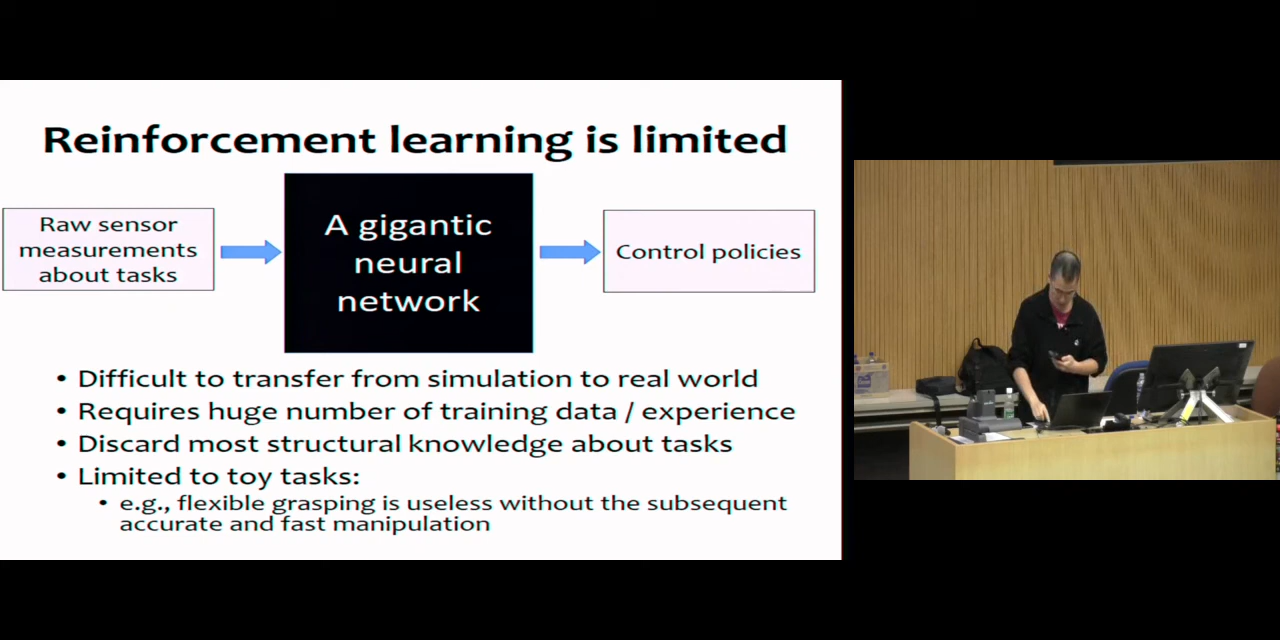 Reinforcement learning is limited
Raw sensor
measurements
about tasks
A gigantic
neural
network
Control policies
• Difficult to transfer from simulation to real world
• Requires huge number of training data / experience
• Discard most structural knowledge about tasks
• Limited to toy tasks:
• e.g., flexible grasping is useless without the subsequent
accurate and fast manipulation